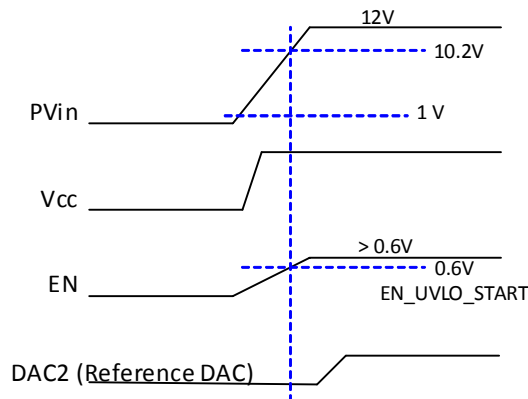 12V
10.2V
PVin
1 V
Vcc
> 0.6V
EN
0.6V
EN_UVLO_START
DAC2 (Reference DAC)